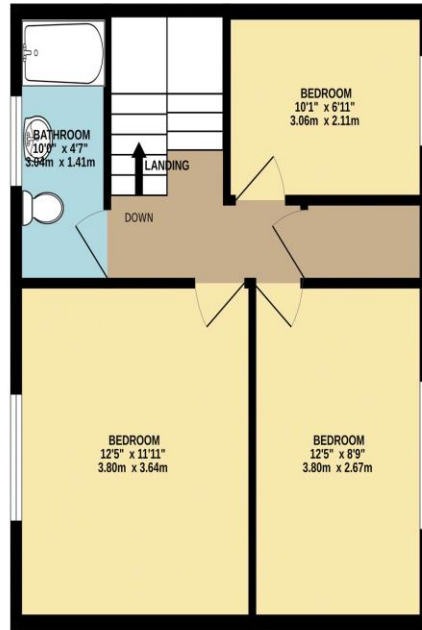 BEDROOM
10'1" x 6'11"
3.06m x 2.11m
BATHROOM
10'0" x 4'7"
3.04m x 1.41m
LANDING
DOWN
BEDROOM
12'5" x 11'11"
3.80m x 3.64m
BEDROOM
12'5" x 8'9"
3.80m x 2.67m